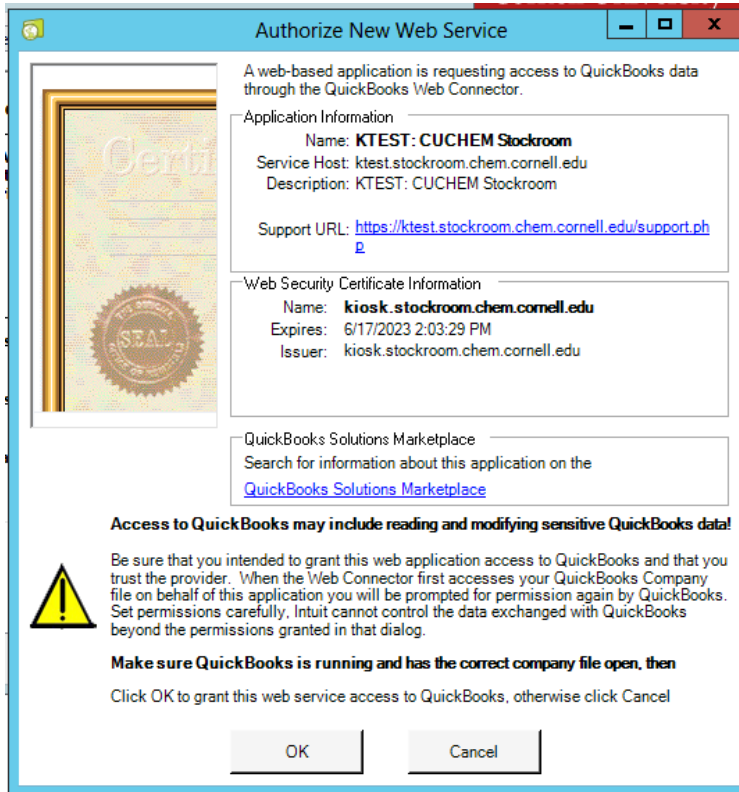 Authorize New Web Service
A web-based application is requesting access to QuickBooks data
through the QuickBooks Web Connector.
Application Information
Name: KTEST: CUCHEM Stockroom
Service Host: ktest.stockroom.chem.cornell.edu
Description: KTEST: CUCHEM Stockroom
Support URL: https://ktest.stockroom.chem.cornell.edu/support.ph
p
Web Security Certificate Information
Name: kiosk.stockroom.chem.cornell.edu
Expires: 6/17/2023 2:03:29 PM
Issuer: kiosk.stockroom.chem.cornell.edu
SEAL
QuickBooks Solutions Marketplace
Search for information about this application on the
QuickBooks Solutions Marketplace
Access to QuickBooks may include reading and modifying sensitive QuickBooks data!
Be sure that you intended to grant this web application access to QuickBooks and that you
trust the provider. When the Web Connector first accesses your QuickBooks Company
file on behalf of this application you will be prompted for permission again by QuickBooks.
Set permissions carefully, Intuit cannot control the data exchanged with QuickBooks
beyond the permissions granted in that dialog.
Make sure QuickBooks is running and has the correct company file open, then
Click OK to grant this web service access to QuickBooks, otherwise click Cancel
OK
Cancel